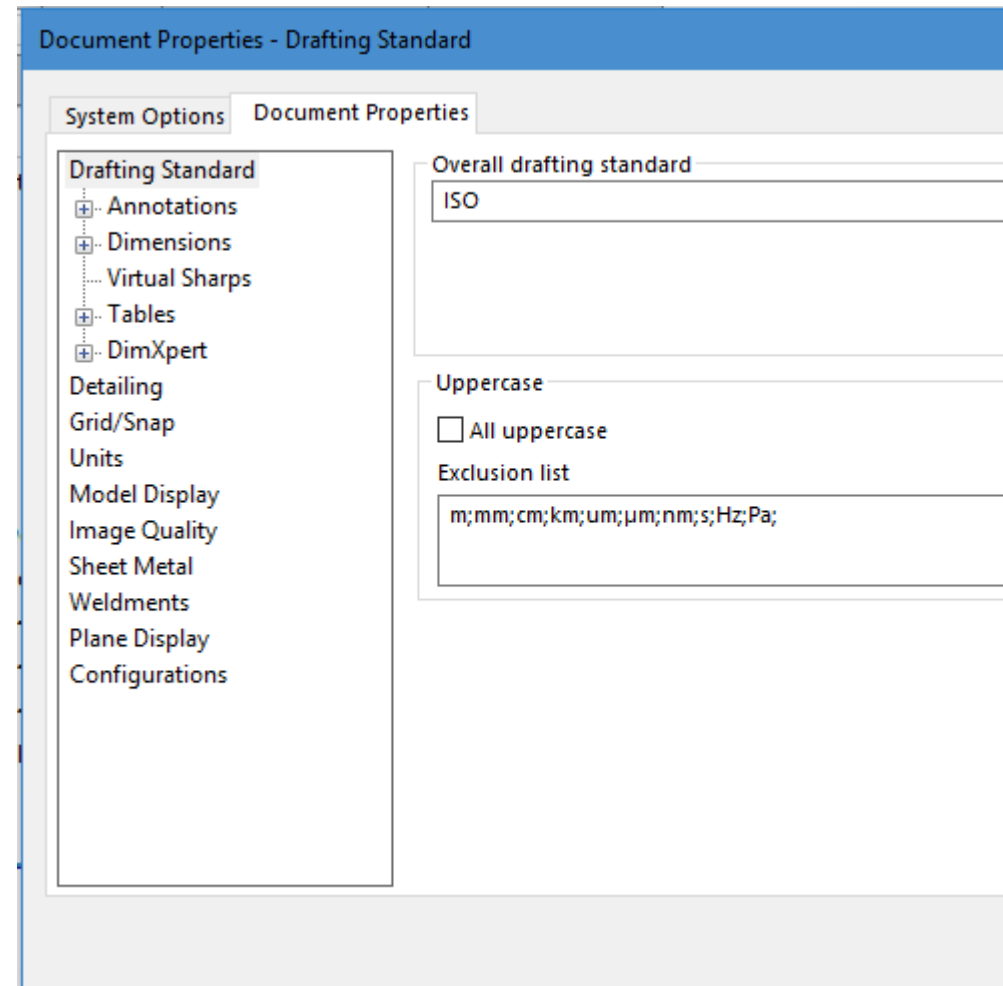 Document Properties - Drafting Standard
System Options
Document Properties
Drafting Standard
Annotations
Dimensions
Virtual Sharps
Tables
DimXpert
Detailing
Grid/Snap
Units
Model Display
Image Quality
Sheet Metal
Weldments
Plane Display
Configurations
Overall drafting standard
ISO
Uppercase
All uppercase
Exclusion list
m;mm;cm;km;um;µm;nm;s;Hz;Pa;